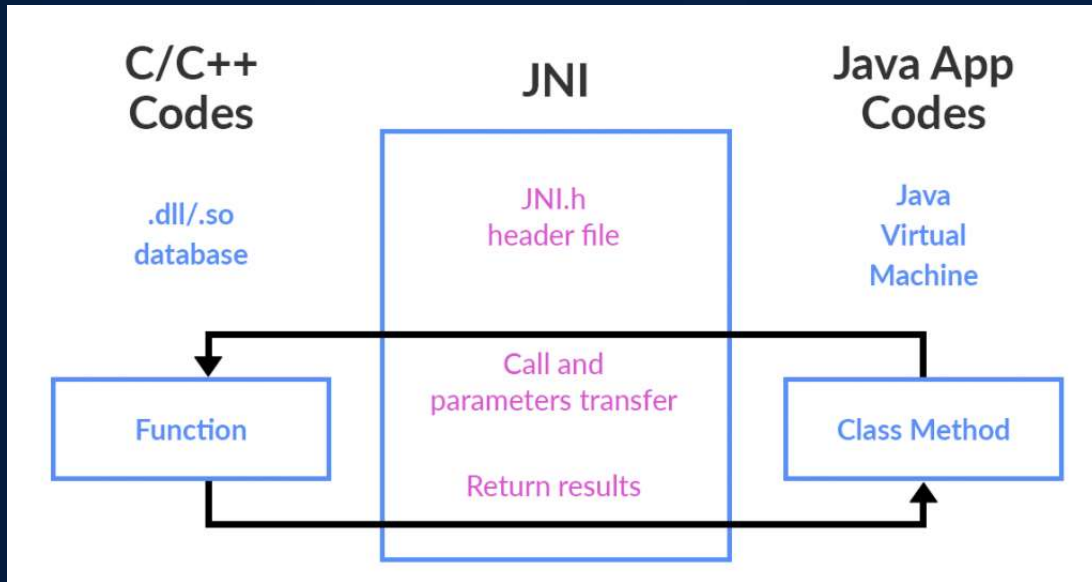 C/C++
Codes
JNI
Java App
Codes
.dll/.so
database
JNI.h
header file
Java
Virtual
Machine
Call and
parameters transfer
Function
Class Method
Return results